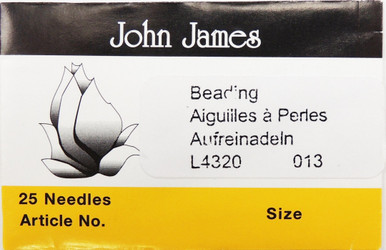 John James
Beading
Aiguilles à Perles
Aufreinadeln
L4320 013
25 Needles
Article No. Size